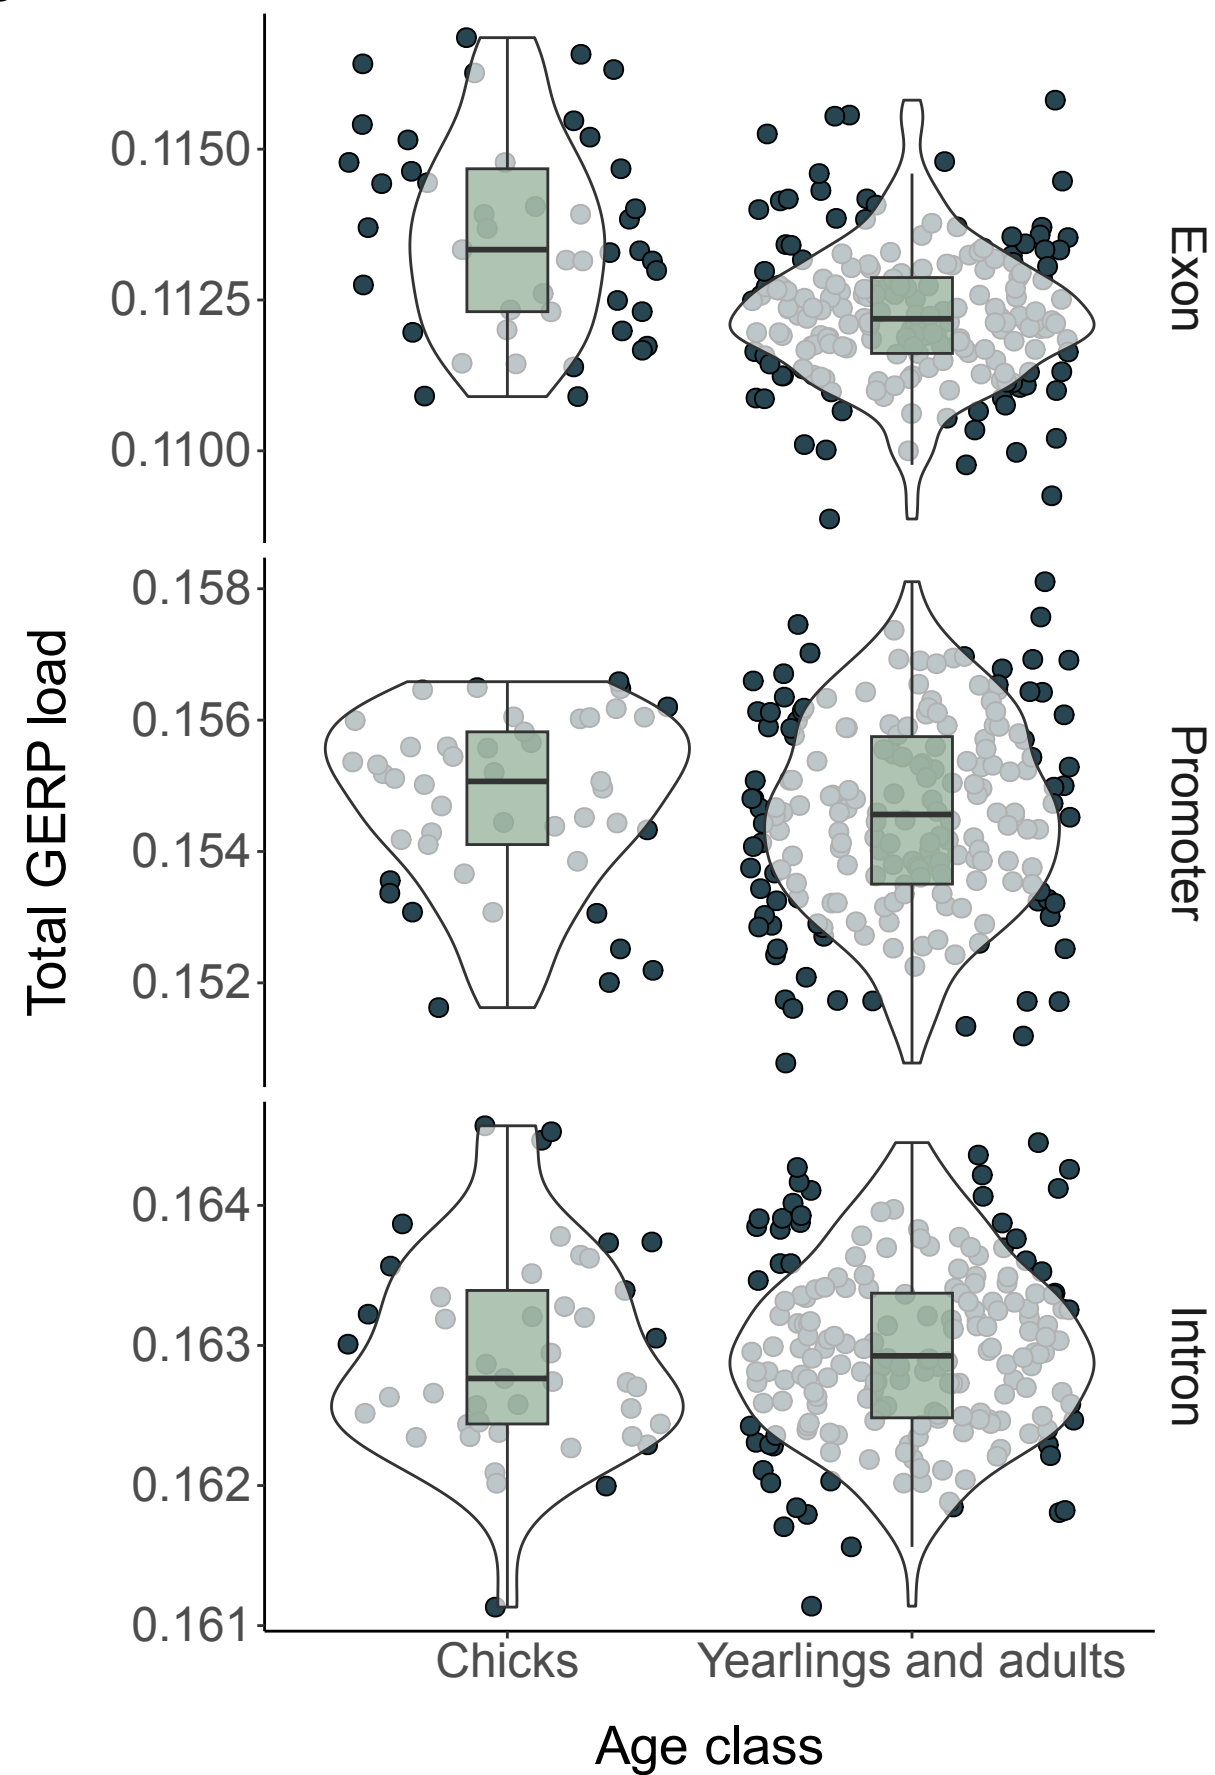 0.1150
0.1125
0.1100
Exon
0.158
0.156
0.154
0.152
Promoter
Total GERP load
0.164
0.163
0.162
0.161
Intron
Chicks
Yearlings and adults
Age class